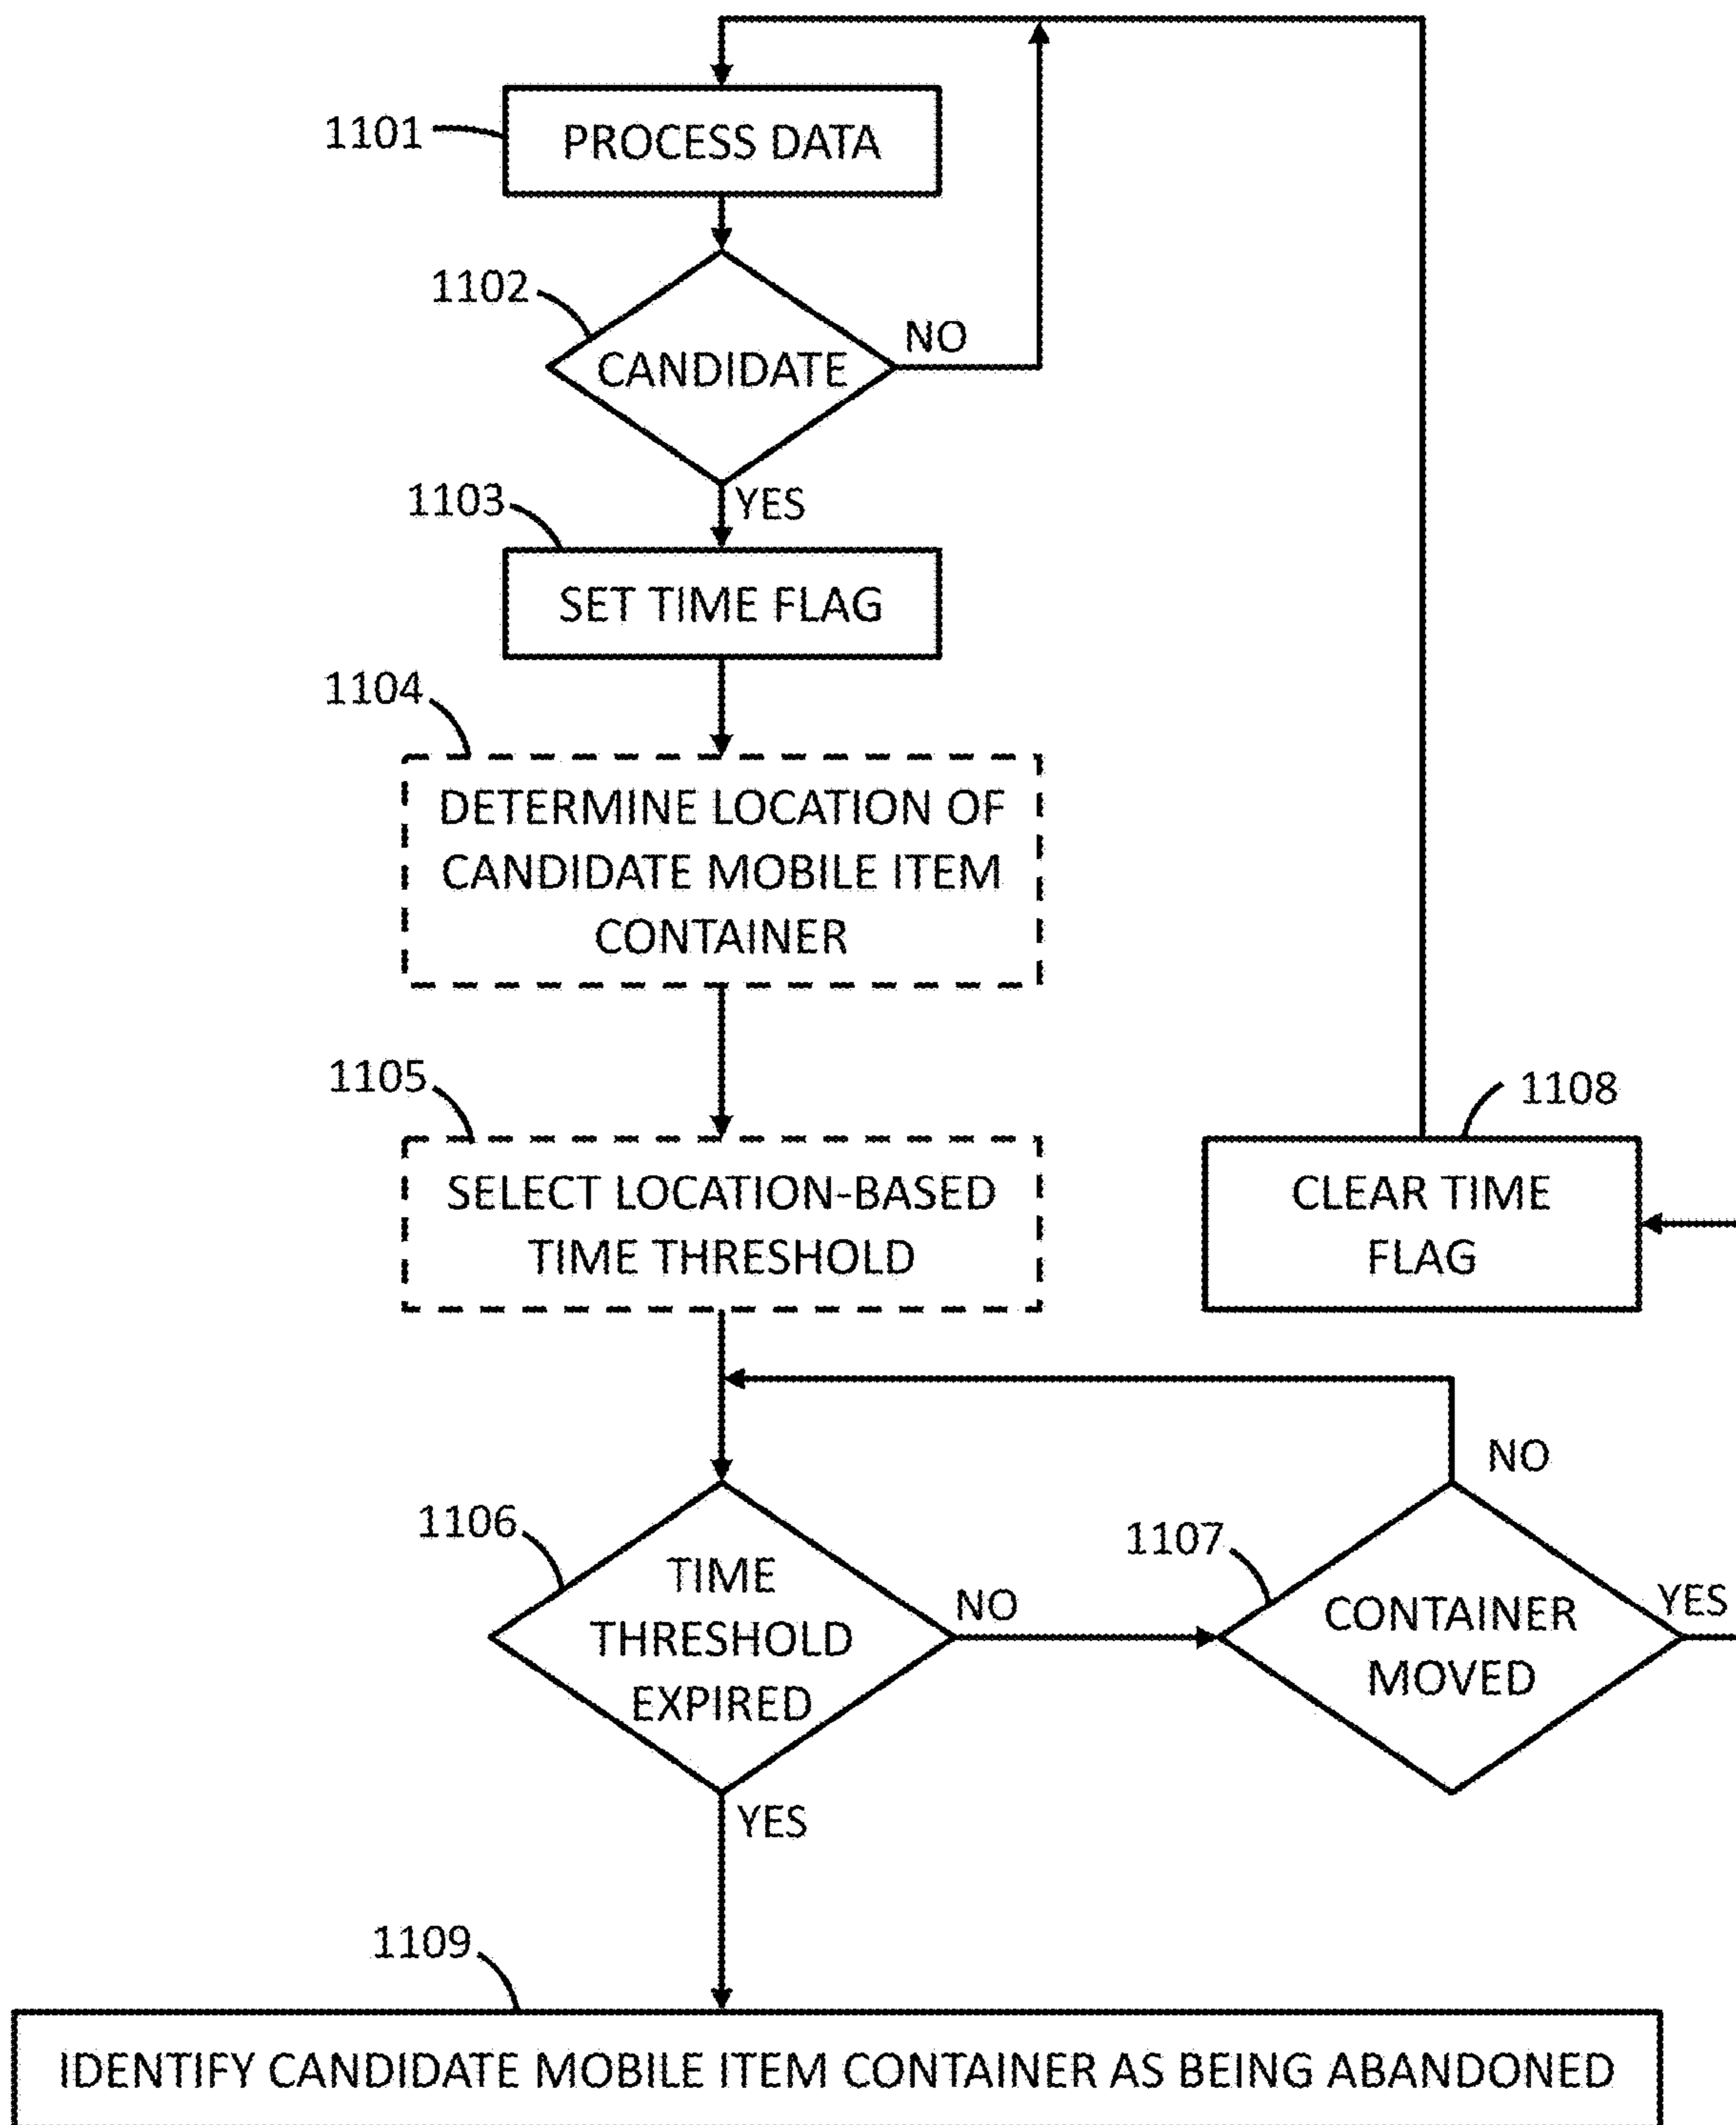 1101
PROCESS DATA
1102
CANDIDATE
NO
YES
1103
SET TIME FLAG
1104
DETERMINE LOCATION OF
CANDIDATE MOBILE ITEM
CONTAINER
1105
SELECT LOCATION-BASED
TIME THRESHOLD
1108
CLEAR TIME
FLAG
1106
TIME
THRESHOLD
EXPIRED
NO
YES
1107
CONTAINER
MOVED
NO
YES
1109
IDENTIFY CANDIDATE MOBILE ITEM CONTAINER AS BEING ABANDONED